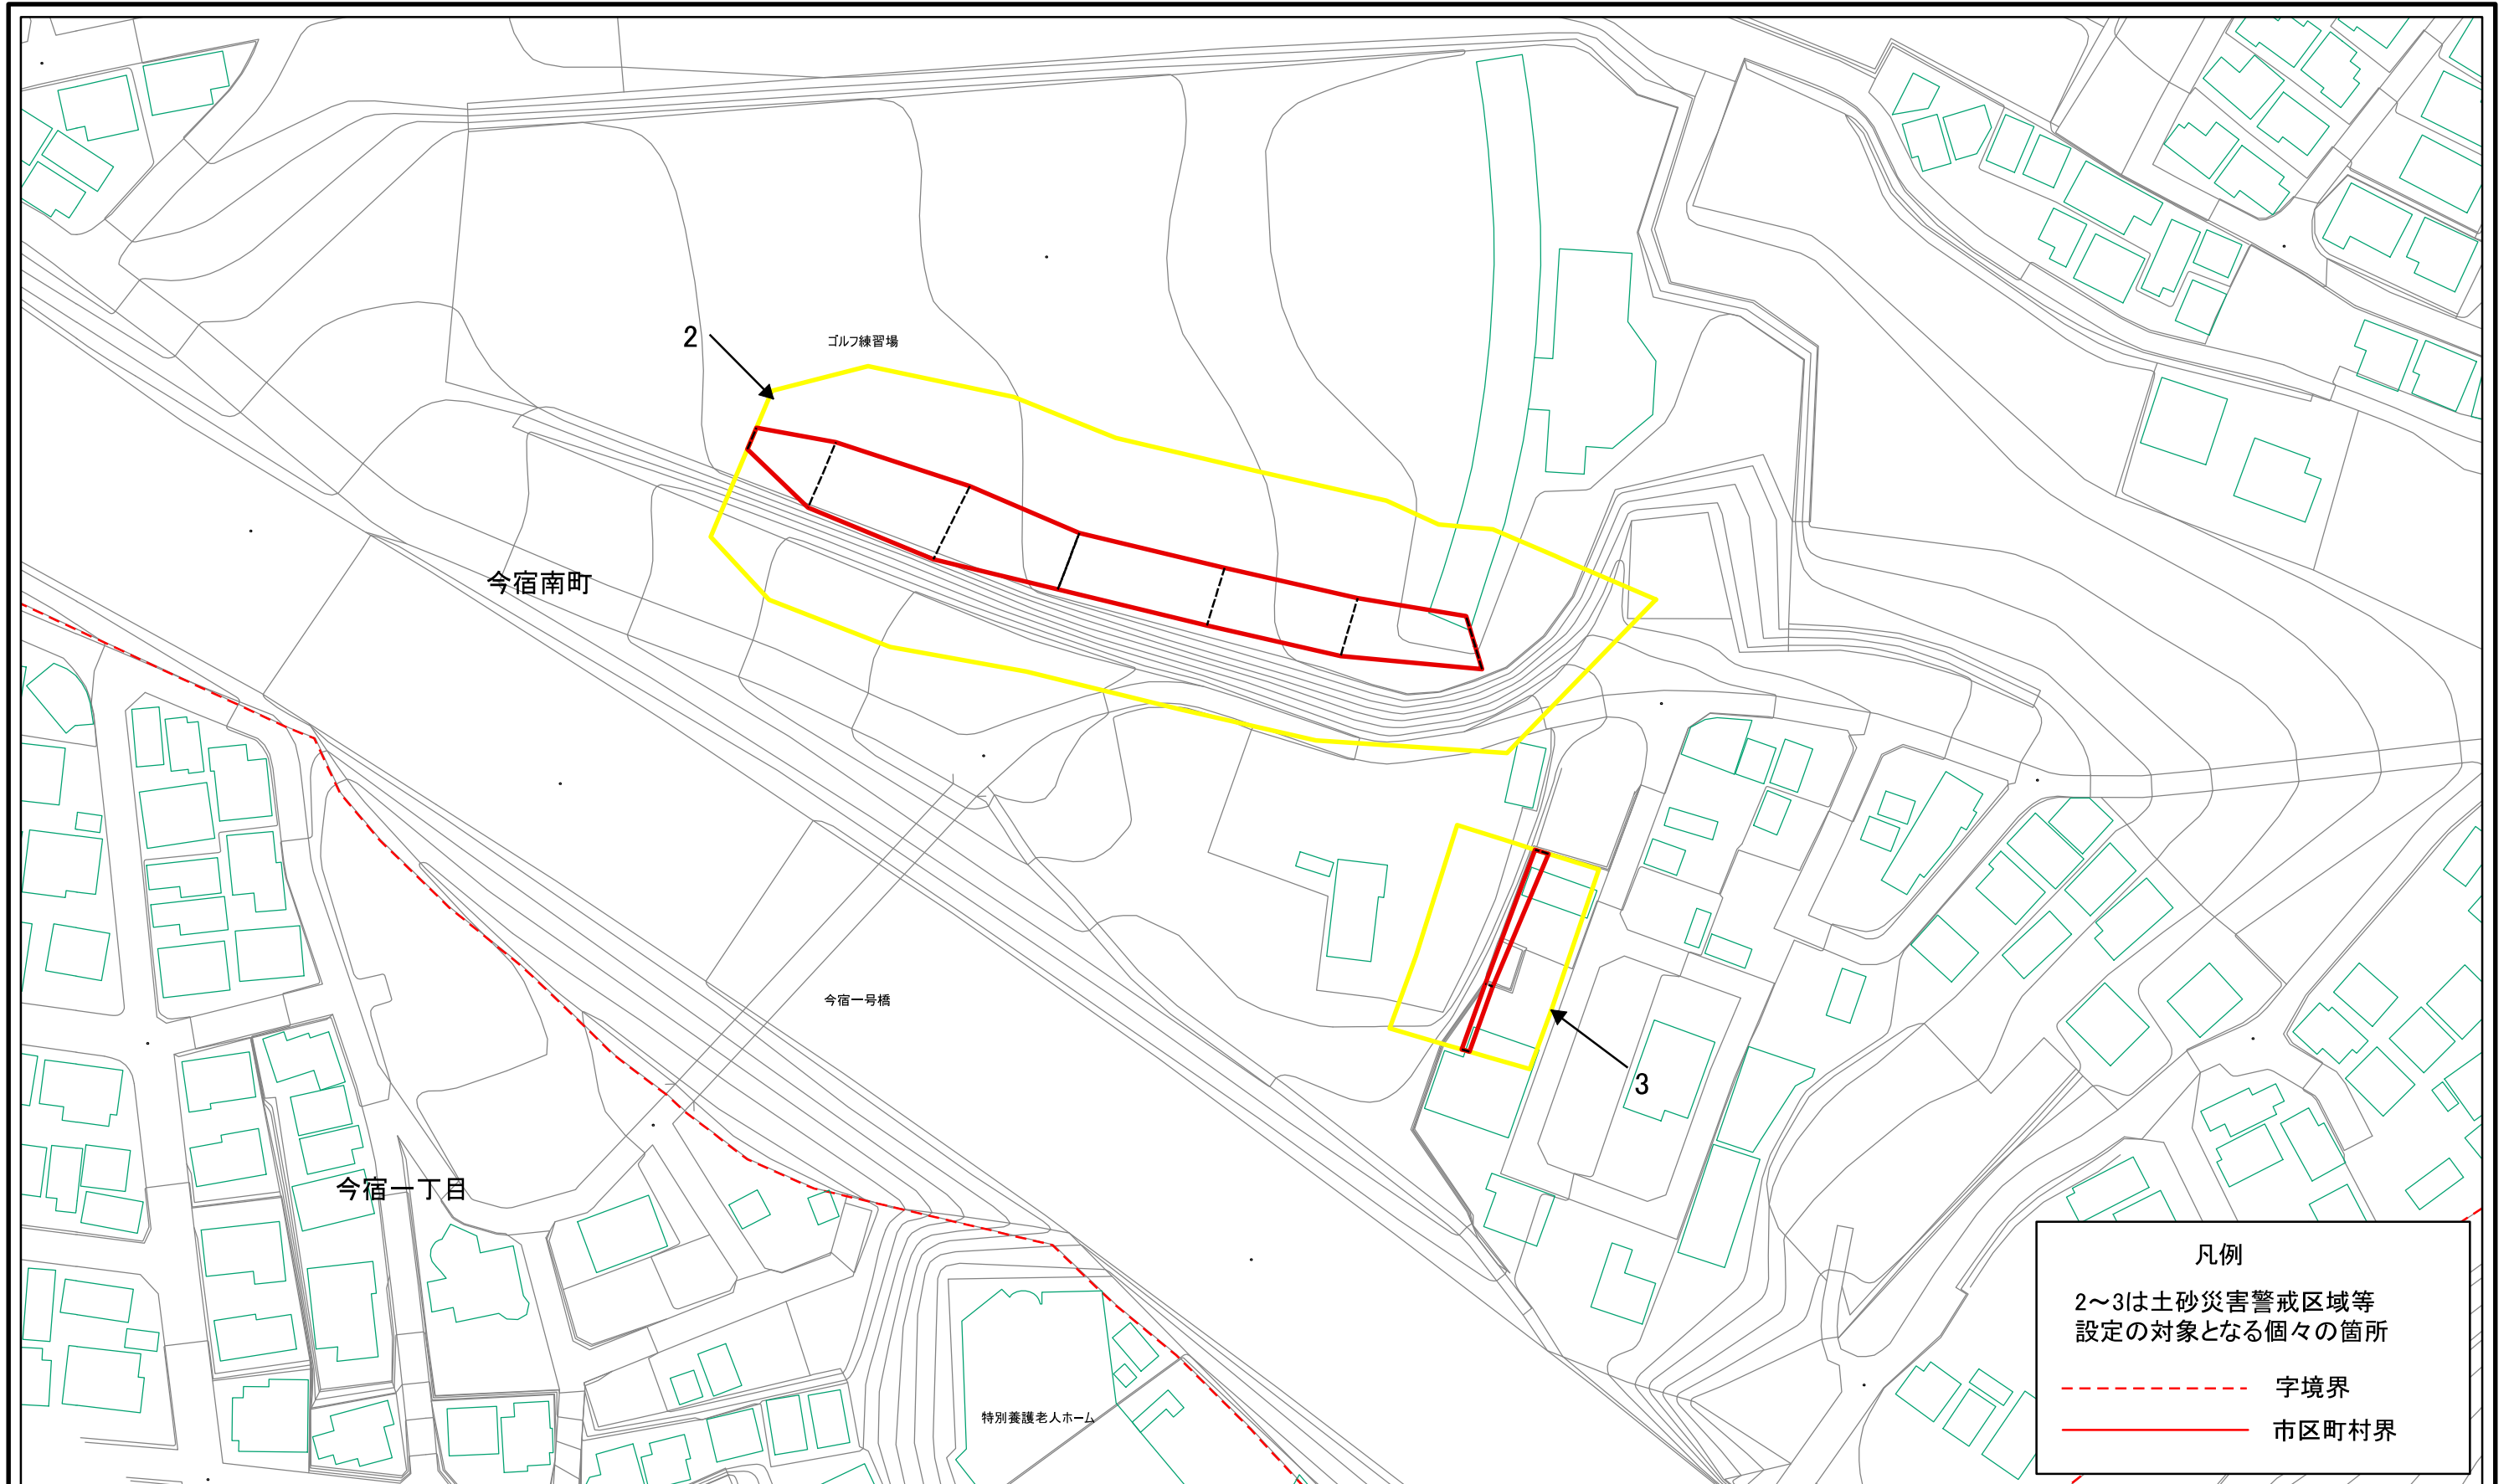 2
ゴルフ練習場
今宿南町
今宿一号橋
3
今宿一丁目
特別養護老人ホーム
凡例
2～3は土砂災害警戒区域等
設定の対象となる個々の箇所
字境界
市区町村界